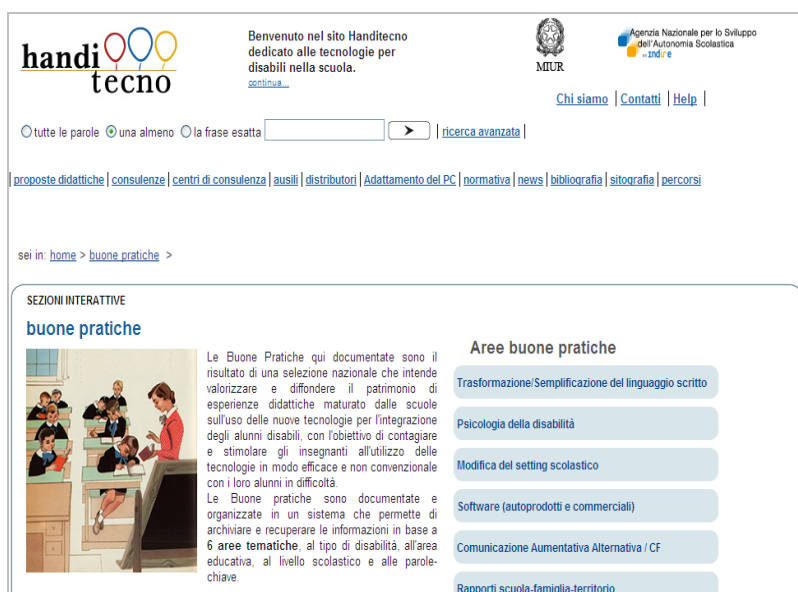 handi
tecno
Benvenuto nel sito Handitecno
dedicato alle tecnologie per
disabili nella scuola.
continua...
MIUR
Agenzia Nazionale per lo Sviluppo
dell'Autonomia Scolastica
indire
Chi siamo | Contatti | Help |
tutte le parole una almeno la frase esatta > | ricerca avanzata |
| proposte didattiche | consulenze | centri di consulenza | ausili | distributori | Adattamento del PC | normativa | news | bibliografia | sitografia | percorsi
sei in: home > buone pratiche >
SEZIONI INTERATTIVE
buone pratiche
Le Buone Pratiche qui documentate sono il
risultato di una selezione nazionale che intende
valorizzare e diffondere il patrimonio di
esperienze didattiche maturato dalle scuole
sull'uso delle nuove tecnologie per l'integrazione
degli alunni disabili, con l'obiettivo di contagiare
e stimolare gli insegnanti all'utilizzo delle
tecnologie in modo efficace e non convenzionale
con i loro alunni in difficoltà.
Le Buone pratiche sono documentate e
organizzate in un sistema che permette di
archiviare e recuperare le informazioni in base a
6 aree tematiche, al tipo di disabilità, all'area
educativa, al livello scolastico e alle parole-
chiave.
Aree buone pratiche
Trasformazione/Semplificazione del linguaggio scritto
Psicologia della disabilità
Modifica del setting scolastico
Software (autoprodotti e commerciali)
Comunicazione Aumentativa Alternativa / CF
Rapporti scuola-famiglia-territorio